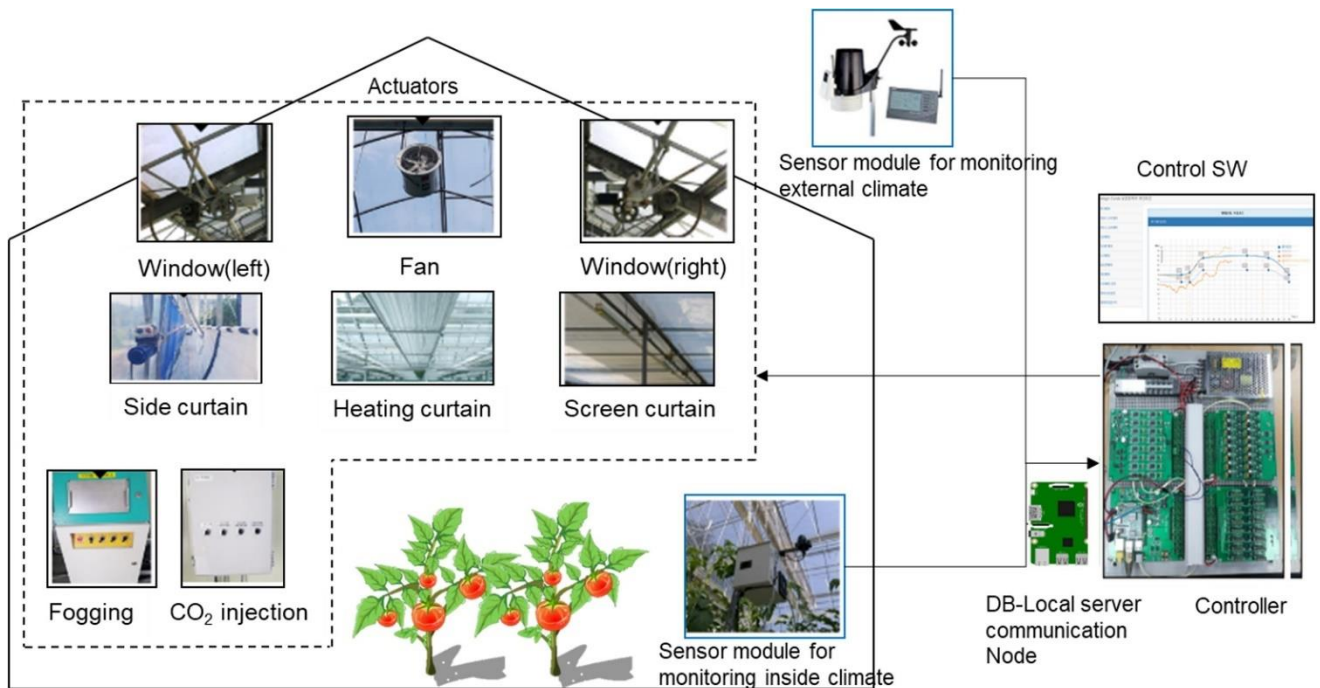 Actuators
Window(left)
Fan
Window(right)
Side curtain
Heating curtain
Screen curtain
Fogging
CO₂ injection
Sensor module for monitoring
external climate
Control SW
Sensor module for
monitoring inside climate
DB-Local server
communication
Node
Controller